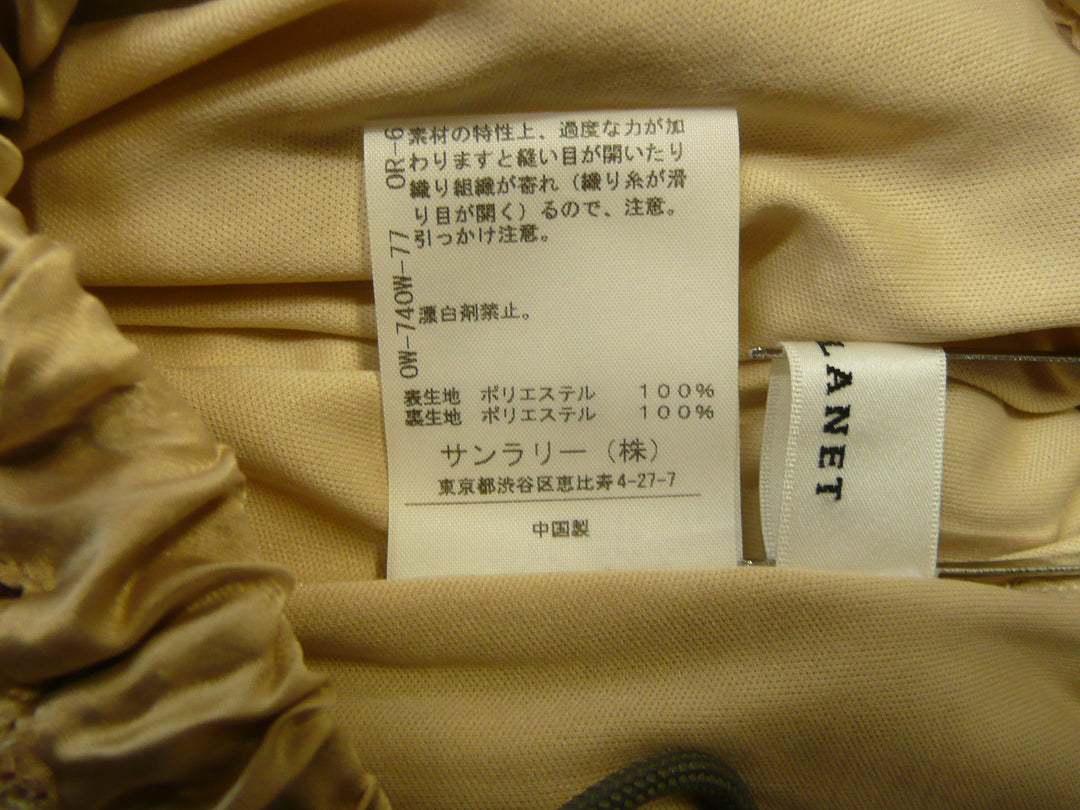 素材の特性上、過度な力が加
わりますと縫い目が開いたり
織り組織が寄れ（織り糸が滑
り目が開く）るので、注意。
引っかけ注意。
漂白剤禁止。
表生地 ポリエステル 100%
裏生地 ポリエステル 100%
サンラリー（株）
東京都渋谷区恵比寿4-27-7
中国製
OW-740W-77 OR-6
LANET